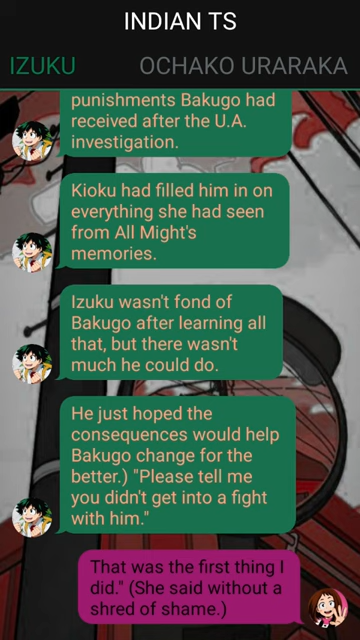 INDIAN TS
IZUKU OCHAKO URARAKA
punishments Bakugo had
received after the U.A.
investigation.
Kioku had filled him in on
everything she had seen
from All Might's
memories.
Izuku wasn't fond of
Bakugo after learning all
that, but there wasn't
much he could do.
He just hoped the
consequences would help
Bakugo change for the
better.) "Please tell me
you didn't get into a fight
with him."
That was the first thing I
did." (She said without a
shred of shame.)